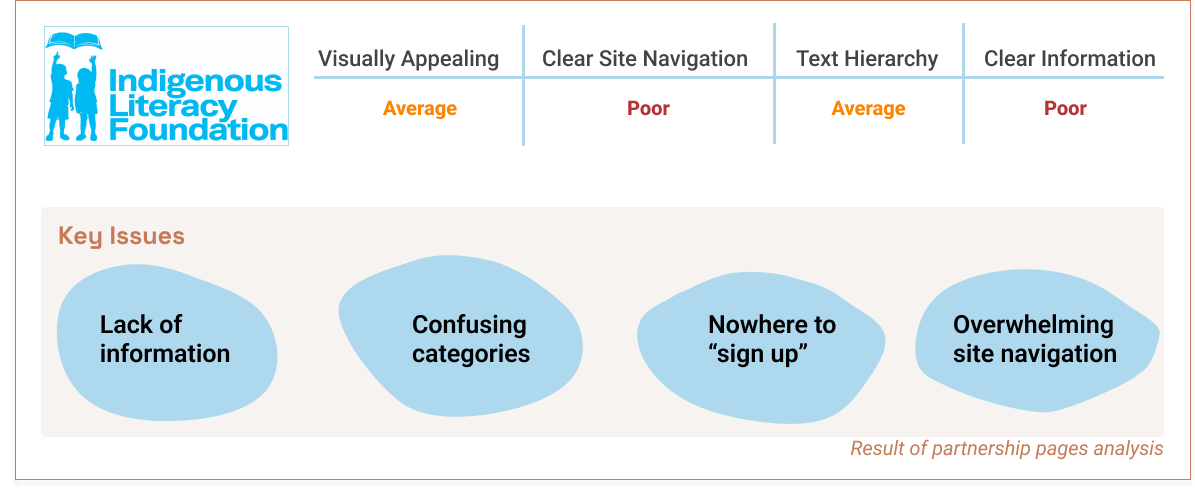 Indigenous
Literacy
Foundation
Visually Appealing
Clear Site Navigation
Text Hierarchy
Clear Information
Average
Poor
Average
Poor
Key Issues
Lack of
information
Confusing
categories
Nowhere to
“sign up”
Overwhelming
site navigation
Result of partnership pages analysis